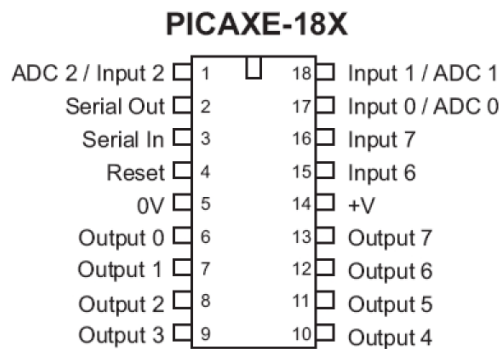 PICAXE-18X
ADC 2 / Input 2 1 18 Input 1 / ADC 1
Serial Out 2 17 Input 0 / ADC 0
Serial In 3 16 Input 7
Reset 4 15 Input 6
0V 5 14 +V
Output 0 6 13 Output 7
Output 1 7 12 Output 6
Output 2 8 11 Output 5
Output 3 9 10 Output 4